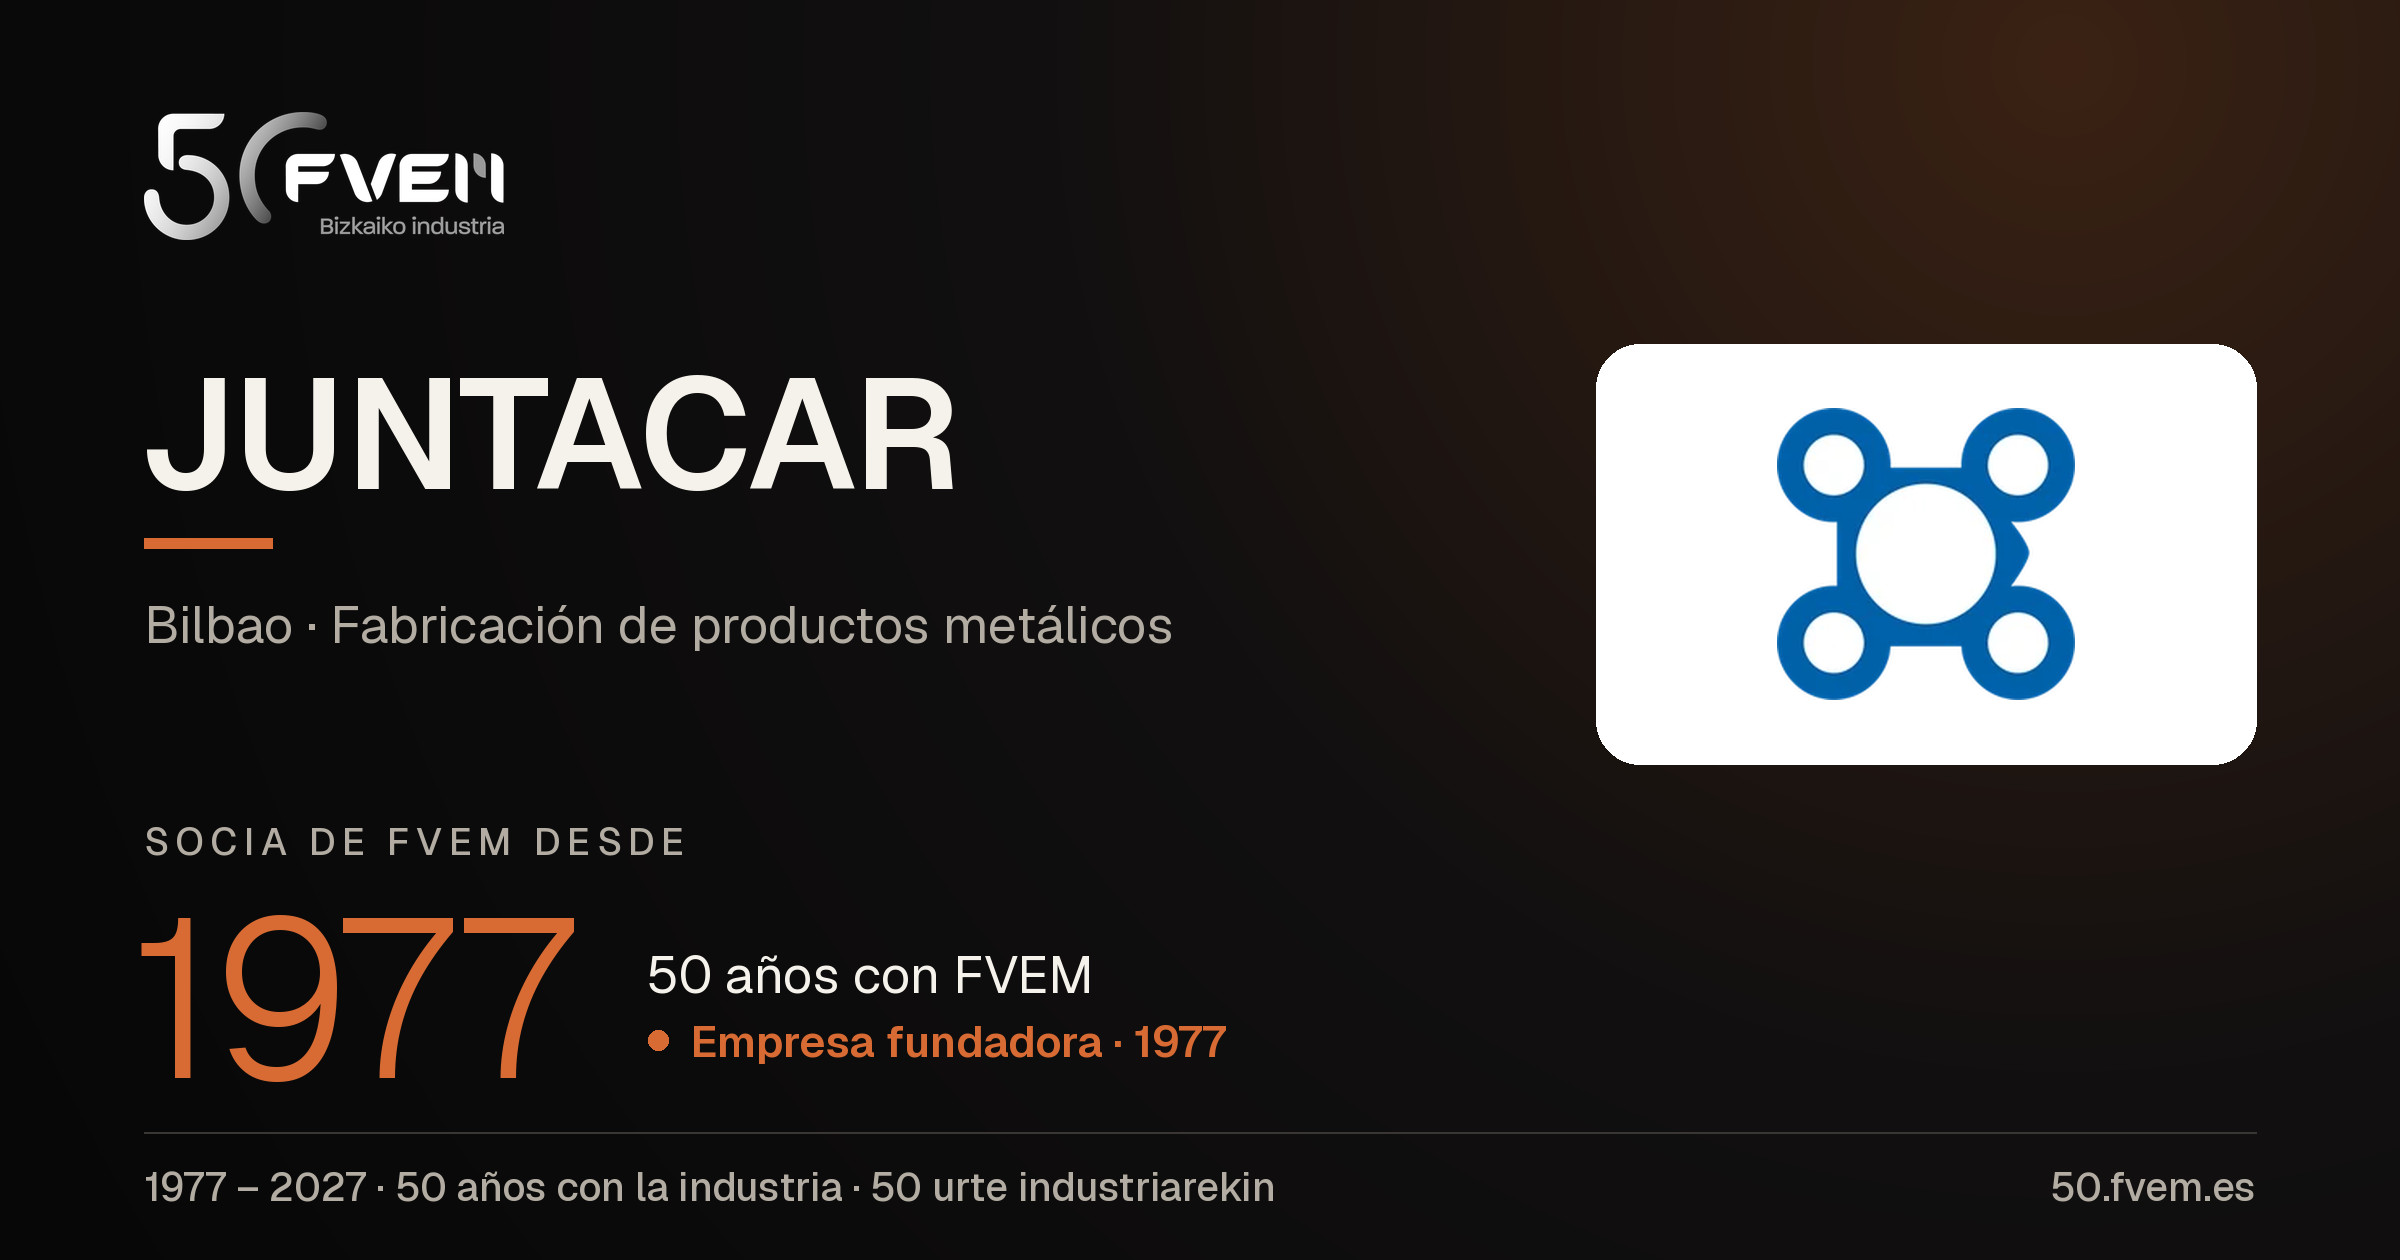 50 FVEM
Bizkaiko industria
JUNTACAR
Bilbao · Fabricación de productos metálicos
SOCIA DE FVEM DESDE
1977
50 años con FVEM
Empresa fundadora · 1977
1977 – 2027 · 50 años con la industria · 50 urte industriarekin
50.fvem.es